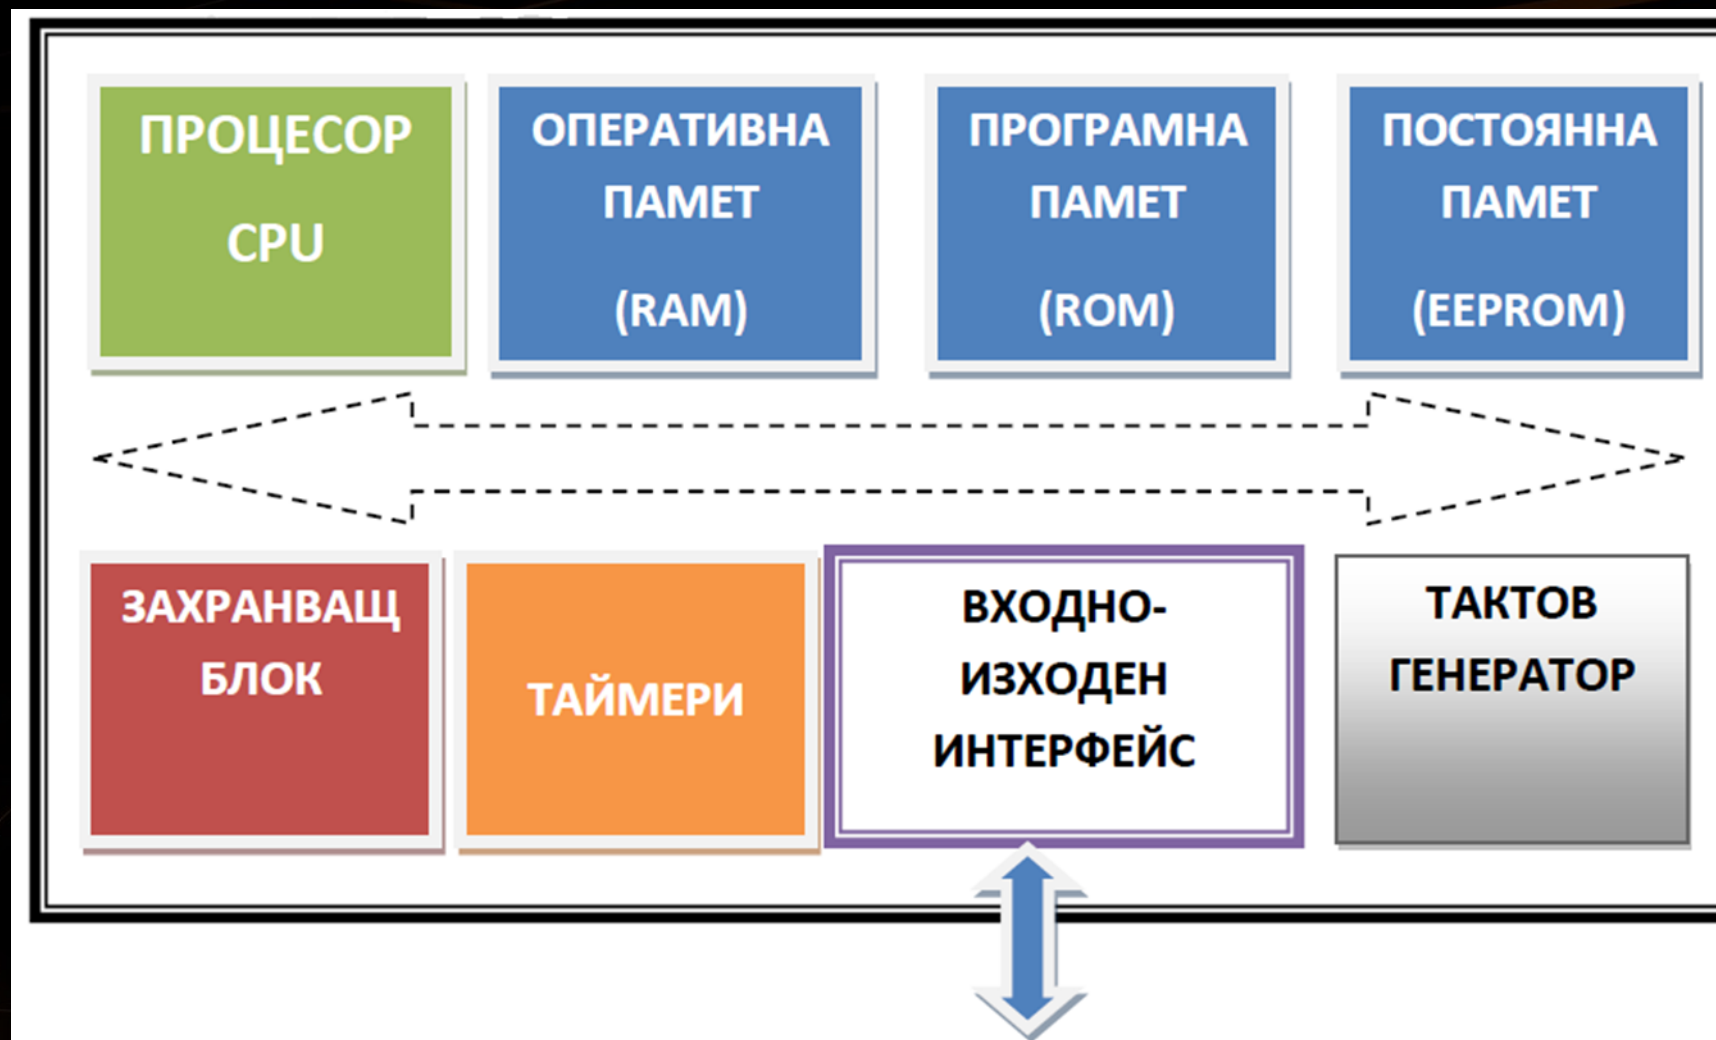 ПРОЦЕСОР
CPU
ОПЕРАТИВНА
ПАМЕТ
(RAM)
ПРОГРАМНА
ПАМЕТ
(ROM)
ПОСТОЯННА
ПАМЕТ
(EEPROM)
ЗАХРАНВАЩ
БЛОК
ТАЙМЕРИ
ВХОДНО-
ИЗХОДЕН
ИНТЕРФЕЙС
ТАКТОВ
ГЕНЕРАТОР